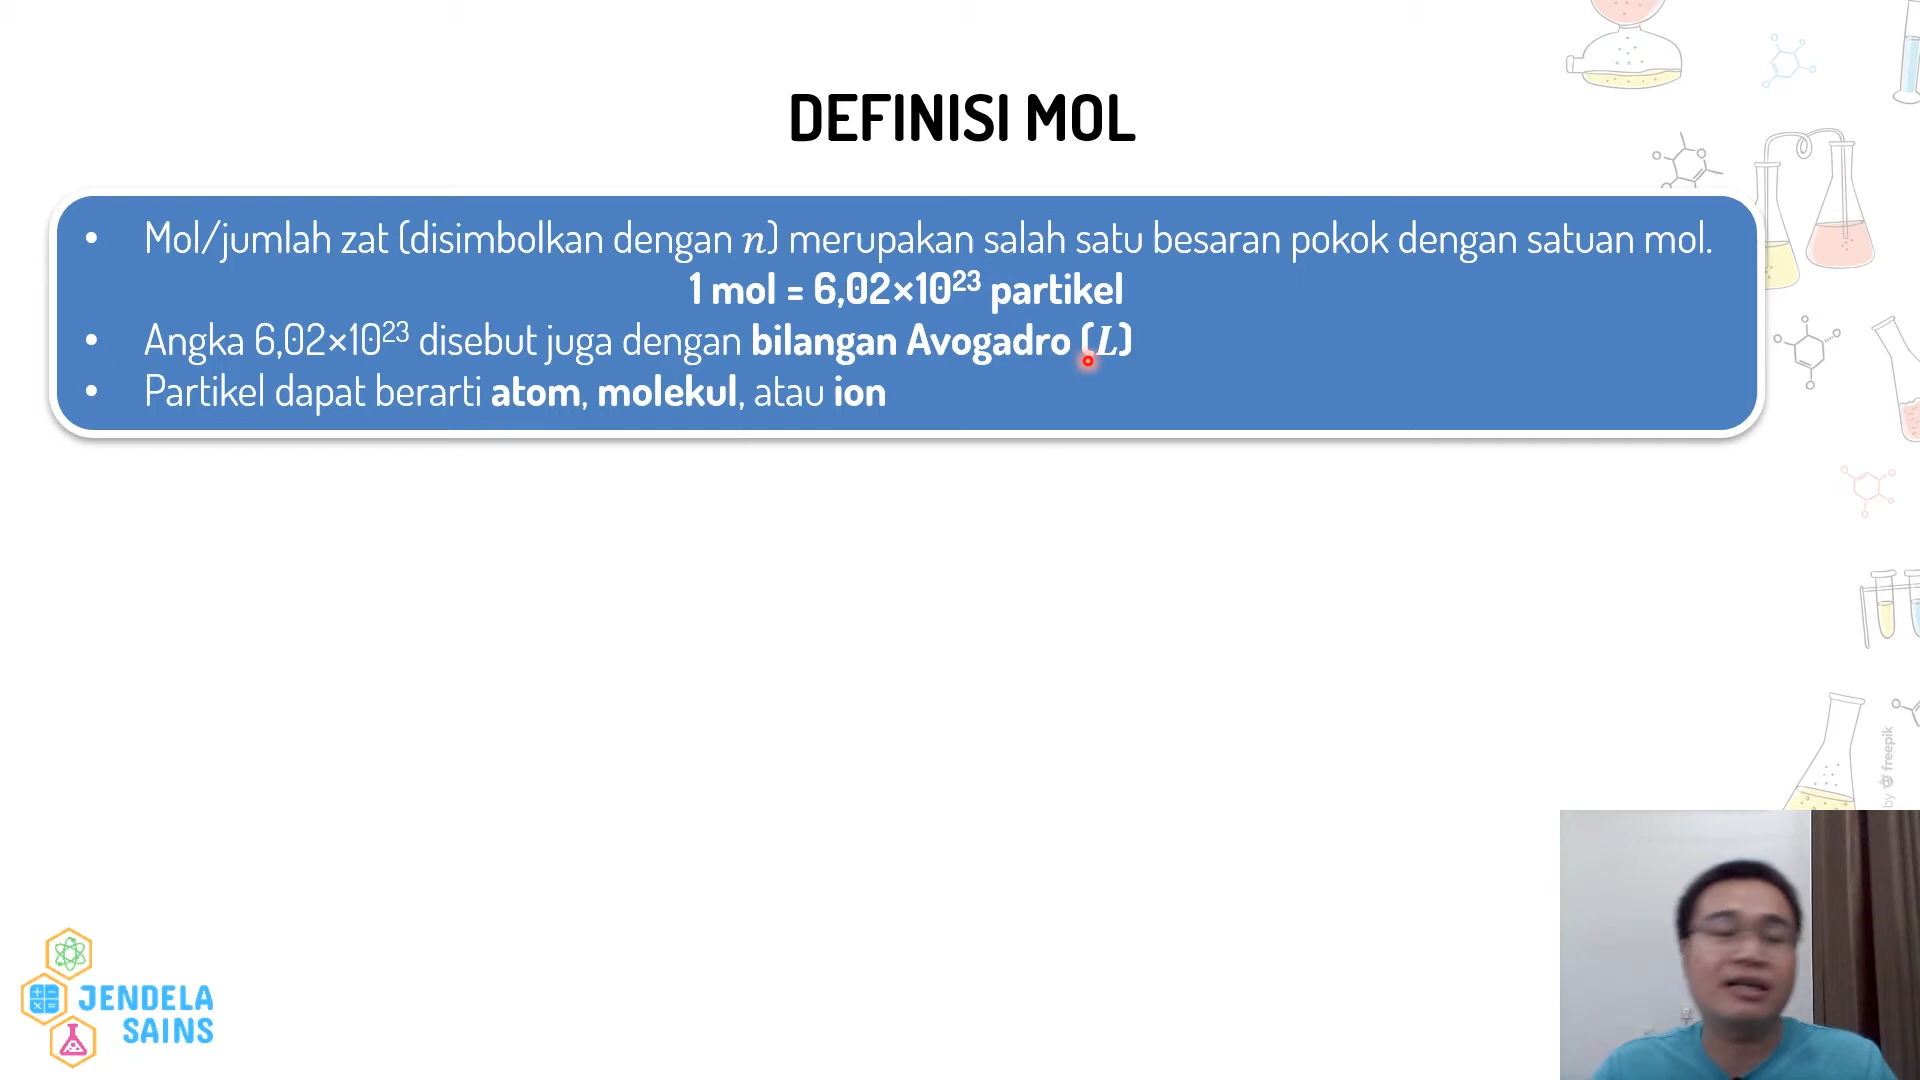 DEFINISI MOL
• Mol/jumlah zat (disimbolkan dengan n) merupakan salah satu besaran pokok dengan satuan mol.
1 mol = 6,02×10²³ partikel
• Angka 6,02×10²³ disebut juga dengan bilangan Avogadro (L)
• Partikel dapat berarti atom, molekul, atau ion
by freepik
JENDELA
SAINS